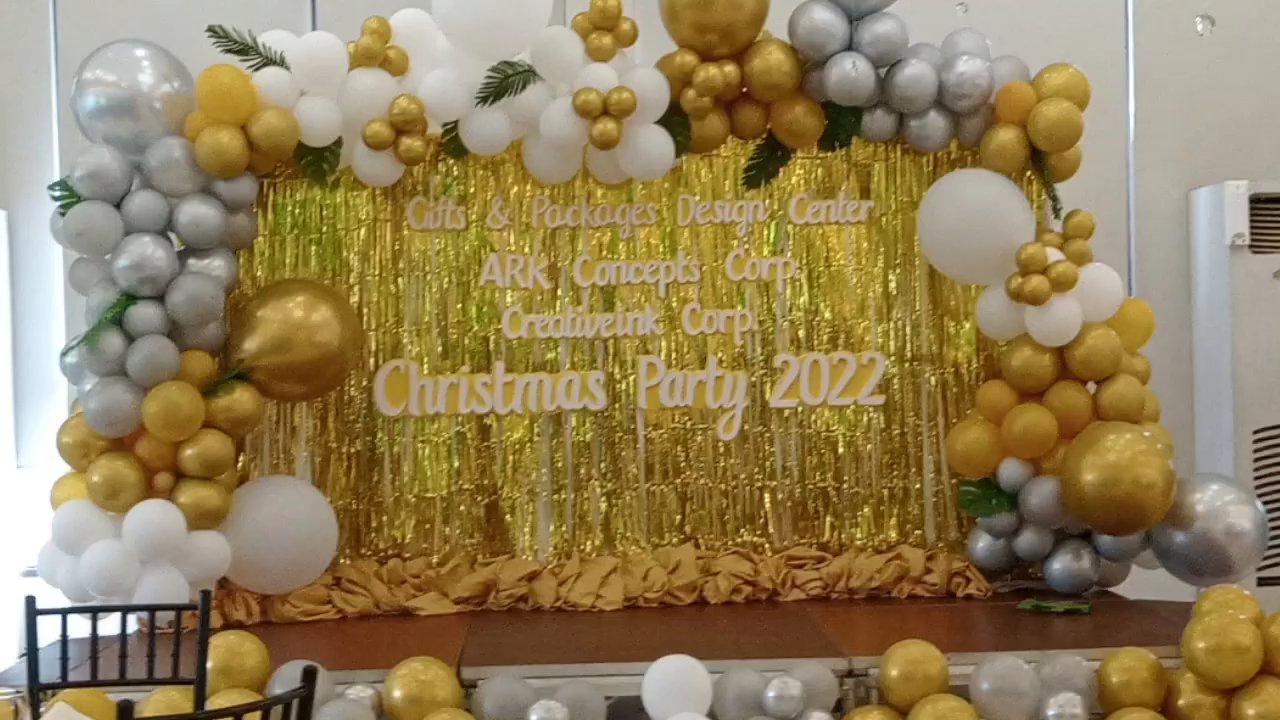 Gifts & Packages Design Center
ARK Concepts Corp.
Creativeink Corp.
Christmas Party 2022